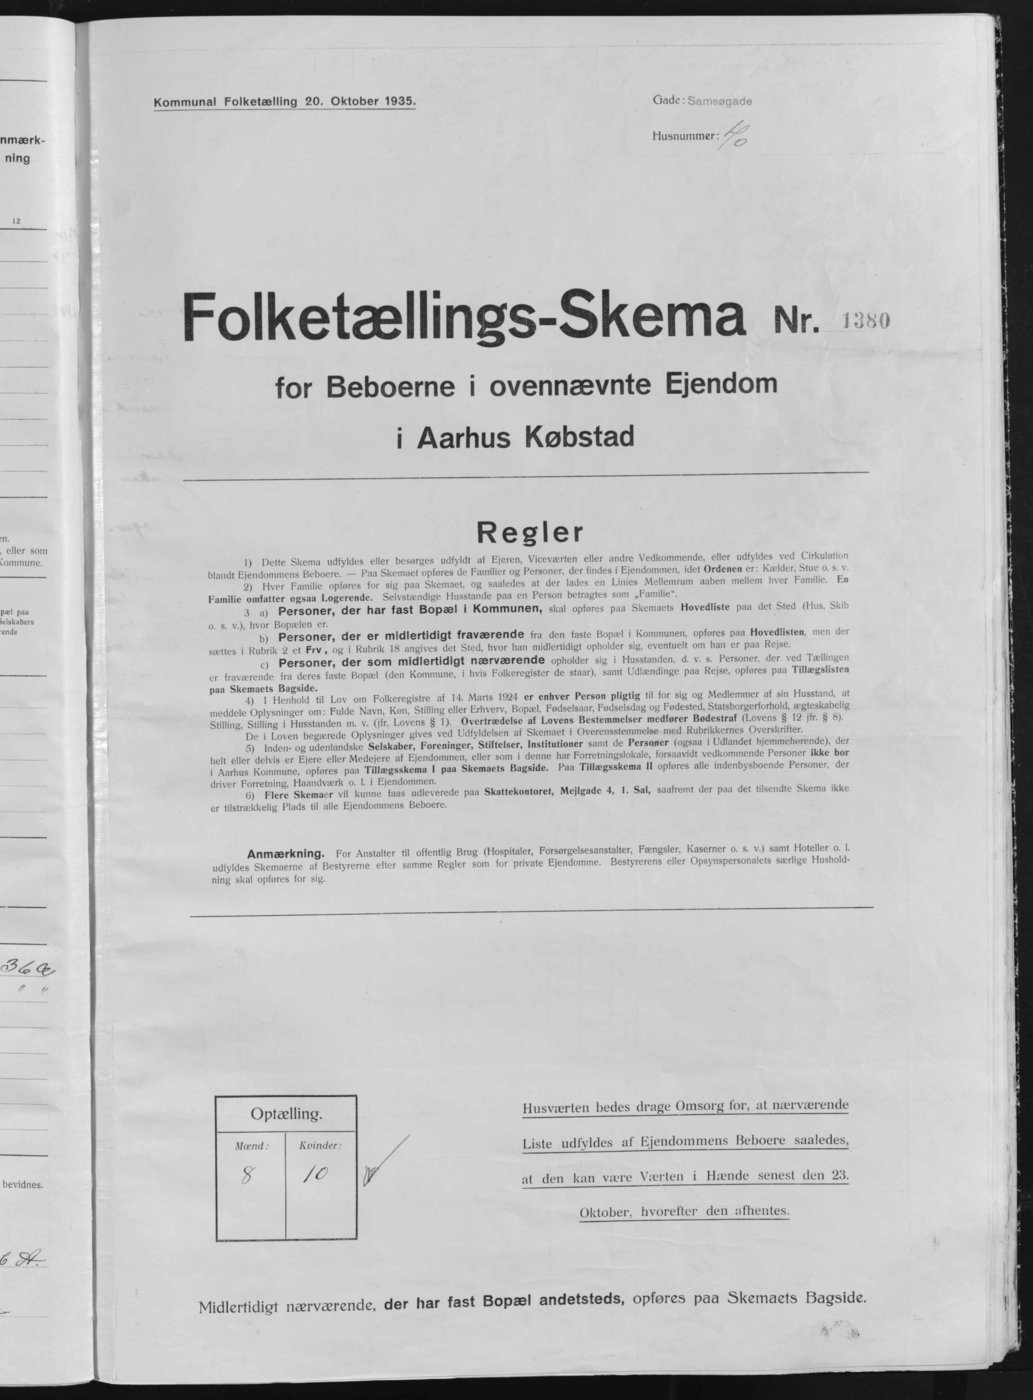 nmærk-
ning
12
en.
, eller som
Kommune.
pæl paa
Selskabers
rende
36
" "
bevidnes.
6 A.
Kommunal Folketælling 20. Oktober 1935.
Gade: Samsøgade
Husnummer: 40
Folketællings-Skema Nr. 1380
for Beboerne i ovennævnte Ejendom
i Aarhus Købstad
Regler
1) Dette Skema udfyldes eller besørges udfyldt af Ejeren, Viceværten eller andre Vedkommende, eller udfyldes ved Cirkulation
blandt Ejendommens Beboere. — Paa Skemaet opføres de Familier og Personer, der findes i Ejendommen, idet Ordenen er: Kælder, Stue o. s. v.
2) Hver Familie opføres for sig paa Skemaet, og saaledes at der lades en Linies Mellemrum aaben mellem hver Familie. En
Familie omfatter ogsaa Logerende. Selvstændige Husstande paa en Person betragtes som „Familie“.
3 a) Personer, der har fast Bopæl i Kommunen, skal opføres paa Skemaets Hovedliste paa det Sted (Hus, Skib
o. s. v.), hvor Bopælen er.
b) Personer, der er midlertidigt fraværende fra den faste Bopæl i Kommunen, opføres paa Hovedlisten, men der
sættes i Rubrik 2 et Frv, og i Rubrik 18 angives det Sted, hvor han midlertidigt opholder sig, eventuelt om han er paa Rejse.
c) Personer, der som midlertidigt nærværende opholder sig i Husstanden, d. v. s. Personer, der ved Tællingen
er fraværende fra deres faste Bopæl (den Kommune, i hvis Folkeregister de staar), samt Udlændinge paa Rejse, opføres paa Tillægslisten
paa Skemaets Bagside.
4) I Henhold til Lov om Folkeregistre af 14. Marts 1924 er enhver Person pligtig til for sig og Medlemmer af sin Husstand, at
meddele Oplysninger om: Fulde Navn, Køn, Stilling eller Erhverv, Bopæl, Fødselsaar, Fødselsdag og Fødested, Statsborgerforhold, ægteskabelig
Stilling, Stilling i Husstanden m. v. (jfr. Lovens § 1). Overtrædelse af Lovens Bestemmelser medfører Bødestraf (Lovens § 12 jfr. § 8).
De i Loven begærede Oplysninger gives ved Udfyldelsen af Skemaet i Overensstemmelse med Rubrikkernes Overskrifter.
5) Inden- og udenlandske Selskaber, Foreninger, Stiftelser, Institutioner samt de Personer (ogsaa i Udlandet hjemmehørende), der
helt eller delvis er Ejere eller Medejere af Ejendommen, eller som i denne har Forretningslokale, forsaavidt vedkommende Personer ikke bor
i Aarhus Kommune, opføres paa Tillægsskema I paa Skemaets Bagside. Paa Tillægsskema II opføres alle indenbysboende Personer, der
driver Forretning, Haandværk o. l. i Ejendommen.
6) Flere Skemaer vil kunne faas udleverede paa Skattekontoret, Mejlgade 4, 1. Sal, saafremt der paa det tilsendte Skema ikke
er tilstrækkelig Plads til alle Ejendommens Beboere.
Anmærkning. For Anstalter til offentlig Brug (Hospitaler, Forsørgelsesanstalter, Fængsler, Kaserner o. s. v.) samt Hoteller o. l.
udfyldes Skemaerne af Bestyrerne efter samme Regler som for private Ejendomme. Bestyrerens eller Opsynspersonalets særlige Hushold-
ning skal opføres for sig.
Optælling.
Mænd: Kvinder:
8 10
Husværten bedes drage Omsorg for, at nærværende
Liste udfyldes af Ejendommens Beboere saaledes,
at den kan være Værten i Hænde senest den 23.
Oktober, hvorefter den afhentes.
Midlertidigt nærværende, der har fast Bopæl andetsteds, opføres paa Skemaets Bagside.